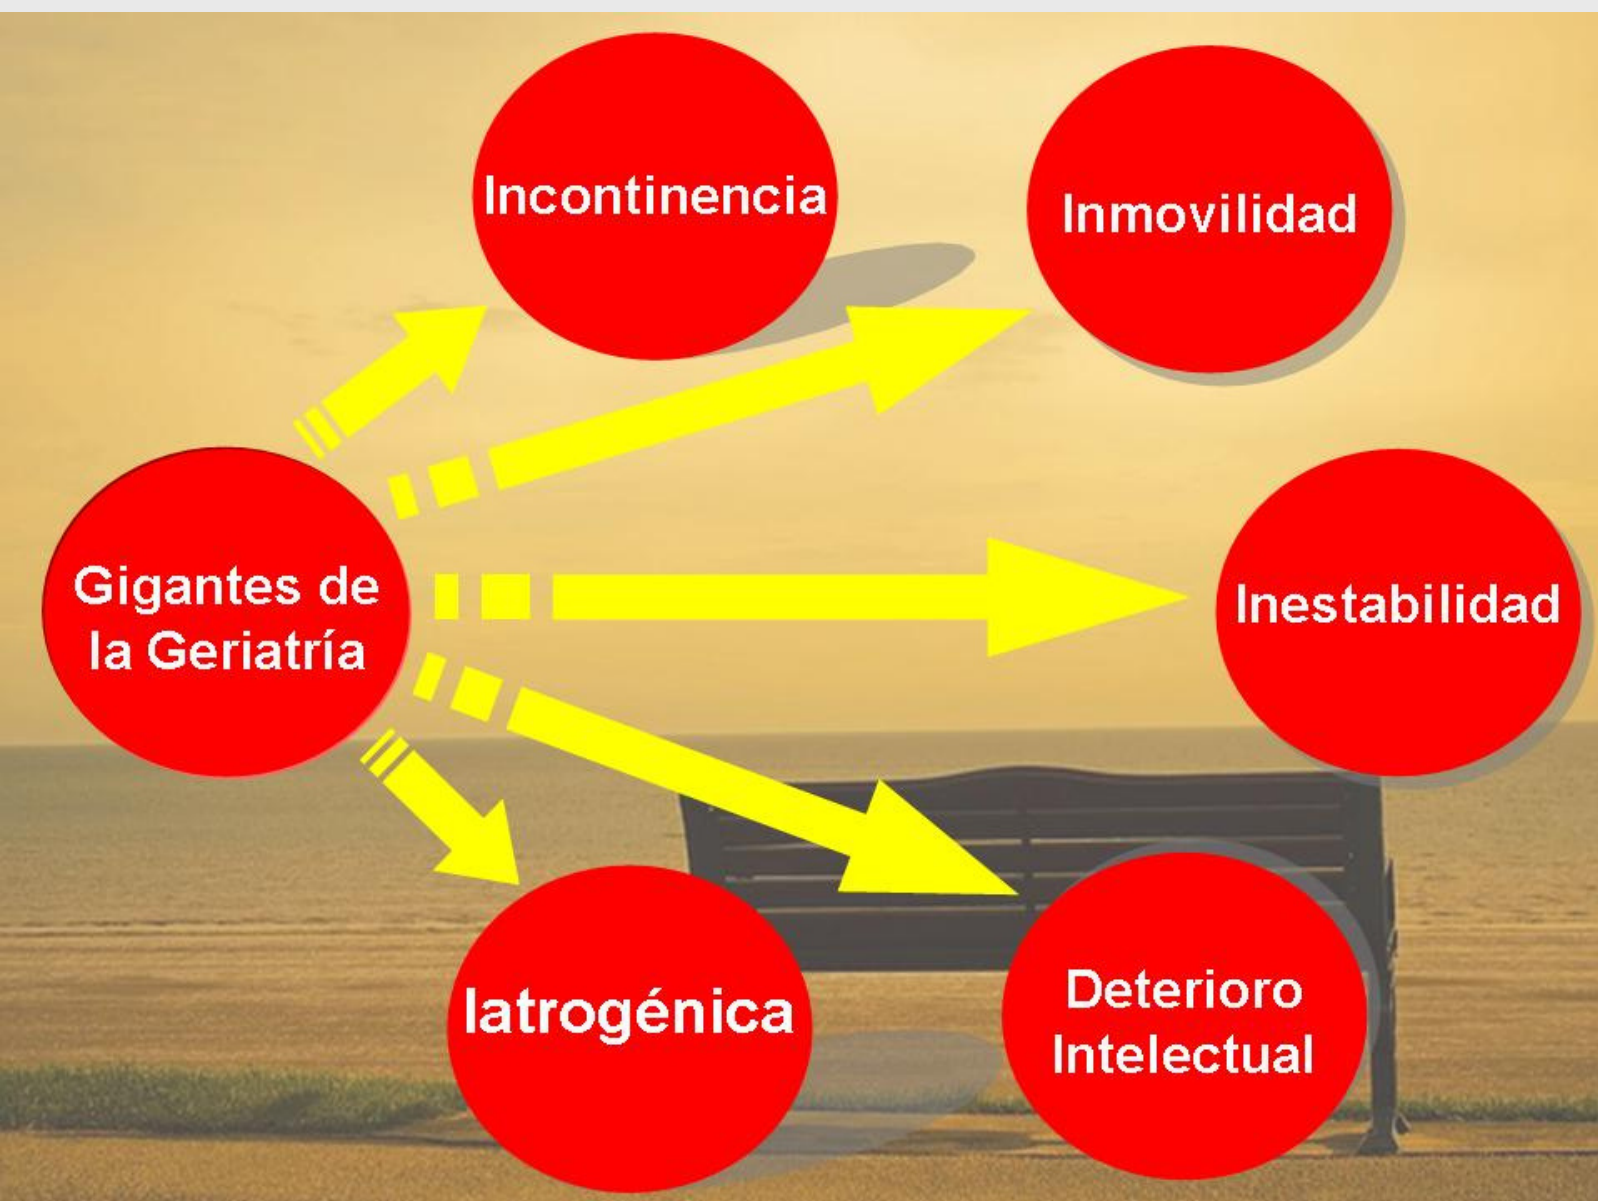 Incontinencia
Inmovilidad
Gigantes de
la Geriatría
Inestabilidad
Iatrogénica
Deterioro
Intelectual